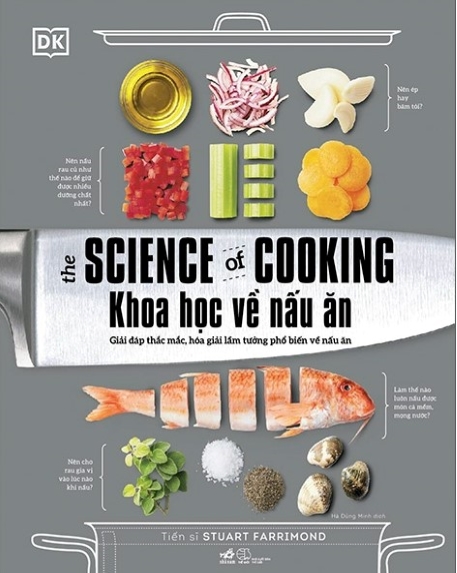 DK
Nên ép
hay
băm tỏi?
Nên nấu
rau củ như
thế nào để giữ
được nhiều
dưỡng chất
nhất?
the SCIENCE of COOKING
Khoa học về nấu ăn
Giải đáp thắc mắc, hóa giải lầm tưởng phổ biến về nấu ăn
Làm thế nào
luôn nấu được
món cá mềm,
mọng nước?
Nên cho
rau gia vị
vào lúc nào
khi nấu?
Hà Dũng Minh dịch
Tiến sĩ STUART FARRIMOND